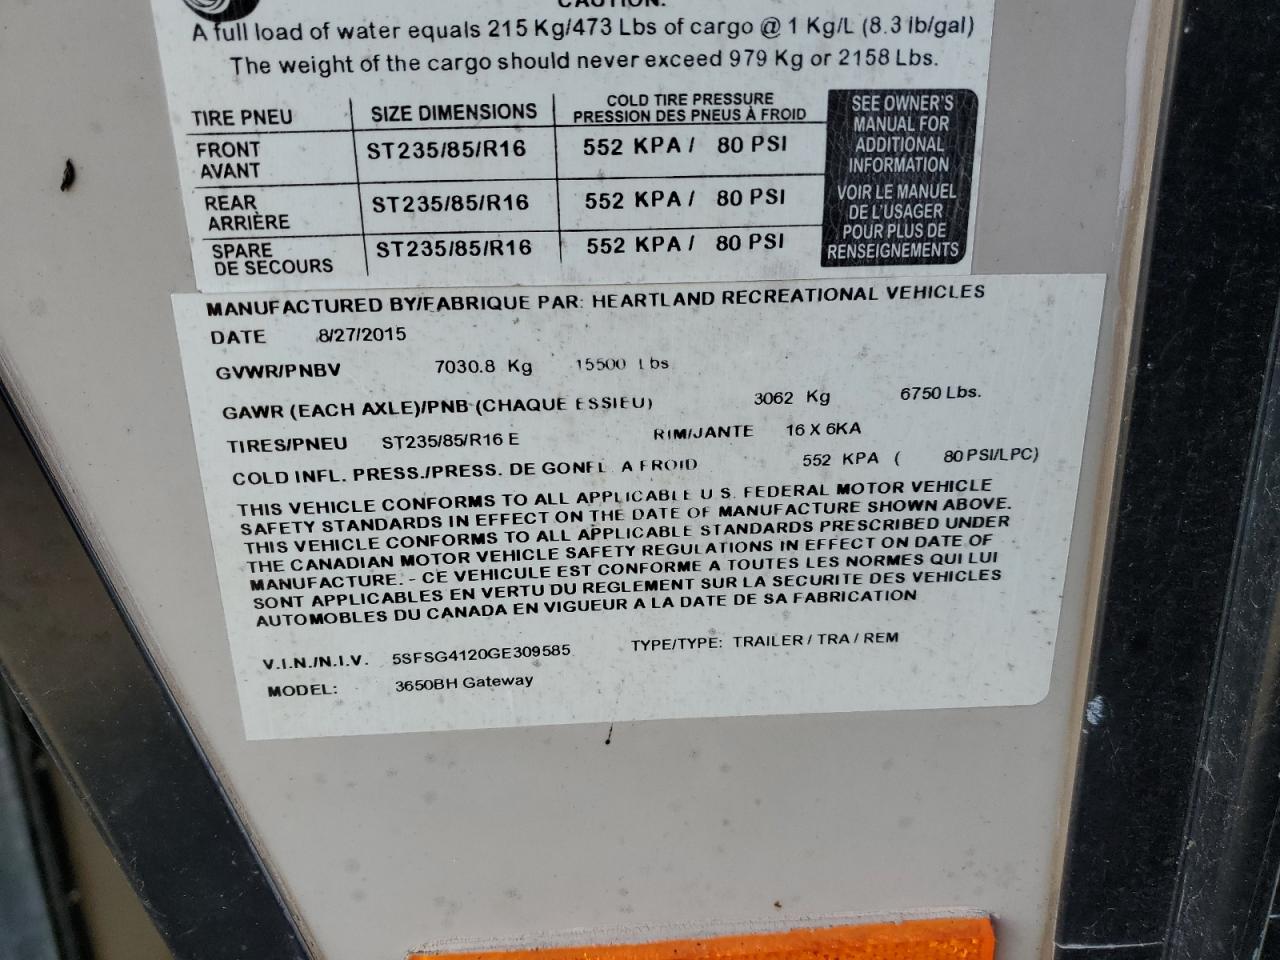 CAUTION:
A full load of water equals 215 Kg/473 Lbs of cargo @ 1 Kg/L (8.3 lb/gal)
The weight of the cargo should never exceed 979 Kg or 2158 Lbs.
TIRE PNEU SIZE DIMENSIONS COLD TIRE PRESSURE
PRESSION DES PNEUS À FROID
FRONT
AVANT ST235/85/R16 552 KPA / 80 PSI
REAR
ARRIÈRE ST235/85/R16 552 KPA / 80 PSI
SPARE
DE SECOURS ST235/85/R16 552 KPA / 80 PSI
SEE OWNER'S
MANUAL FOR
ADDITIONAL
INFORMATION
VOIR LE MANUEL
DE L'USAGER
POUR PLUS DE
RENSEIGNEMENTS
MANUFACTURED BY/FABRIQUE PAR: HEARTLAND RECREATIONAL VEHICLES
DATE 8/27/2015
GVWR/PNBV 7030.8 Kg 15500 Lbs
GAWR (EACH AXLE)/PNB (CHAQUE ESSIEU) 3062 Kg 6750 Lbs.
TIRES/PNEU ST235/85/R16 E RIM/JANTE 16 X 6KA
COLD INFL. PRESS./PRESS. DE GONFL A FROID 552 KPA ( 80 PSI/LPC)
THIS VEHICLE CONFORMS TO ALL APPLICABLE U S. FEDERAL MOTOR VEHICLE
SAFETY STANDARDS IN EFFECT ON THE DATE OF MANUFACTURE SHOWN ABOVE.
THIS VEHICLE CONFORMS TO ALL APPLICABLE STANDARDS PRESCRIBED UNDER
THE CANADIAN MOTOR VEHICLE SAFETY REGULATIONS IN EFFECT ON DATE OF
MANUFACTURE. - CE VEHICULE EST CONFORME A TOUTES LES NORMES QUI LUI
SONT APPLICABLES EN VERTU DU REGLEMENT SUR LA SECURITE DES VEHICLES
AUTOMOBLES DU CANADA EN VIGUEUR A LA DATE DE SA FABRICATION
V.I.N./N.I.V. 5SFSG4120GE309585 TYPE/TYPE: TRAILER / TRA / REM
MODEL: 3650BH Gateway